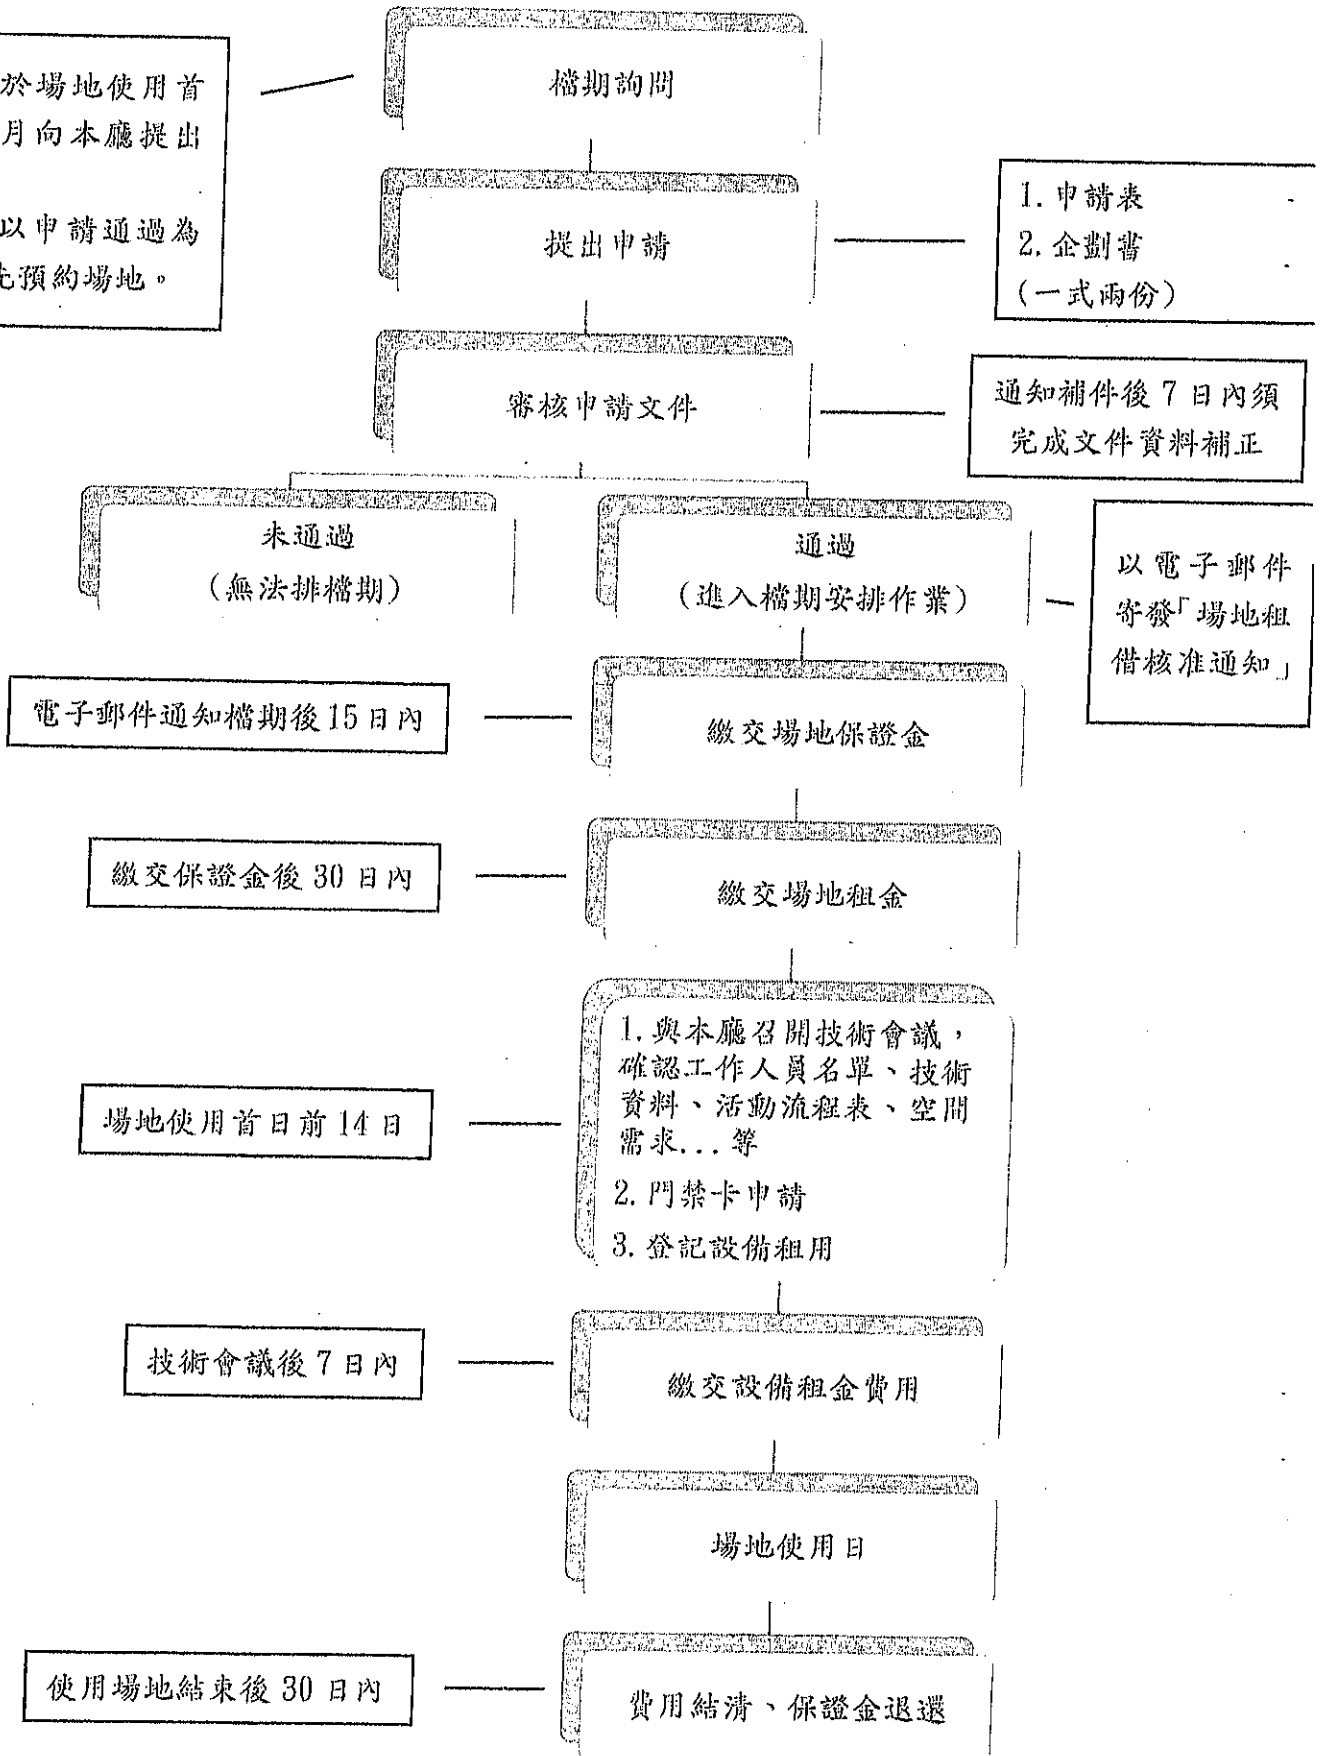 於場地使用首
月向本廳提出
以申請通過為
先預約場地。
檔期詢問
提出申請
1. 申請表
2. 企劃書
(一式兩份)
審核申請文件
通知補件後 7 日內須
完成文件資料補正
未通過
(無法排檔期)
通過
(進入檔期安排作業)
以電子郵件
寄發「場地租
借核准通知」
電子郵件通知檔期後 15 日內
繳交場地保證金
繳交保證金後 30 日內
繳交場地租金
場地使用首日前 14 日
1. 與本廳召開技術會議，
確認工作人員名單、技術
資料、活動流程表、空間
需求...等
2. 門禁卡申請
3. 登記設備租用
技術會議後 7 日內
繳交設備租金費用
場地使用日
使用場地結束後 30 日內
費用結清、保證金退還